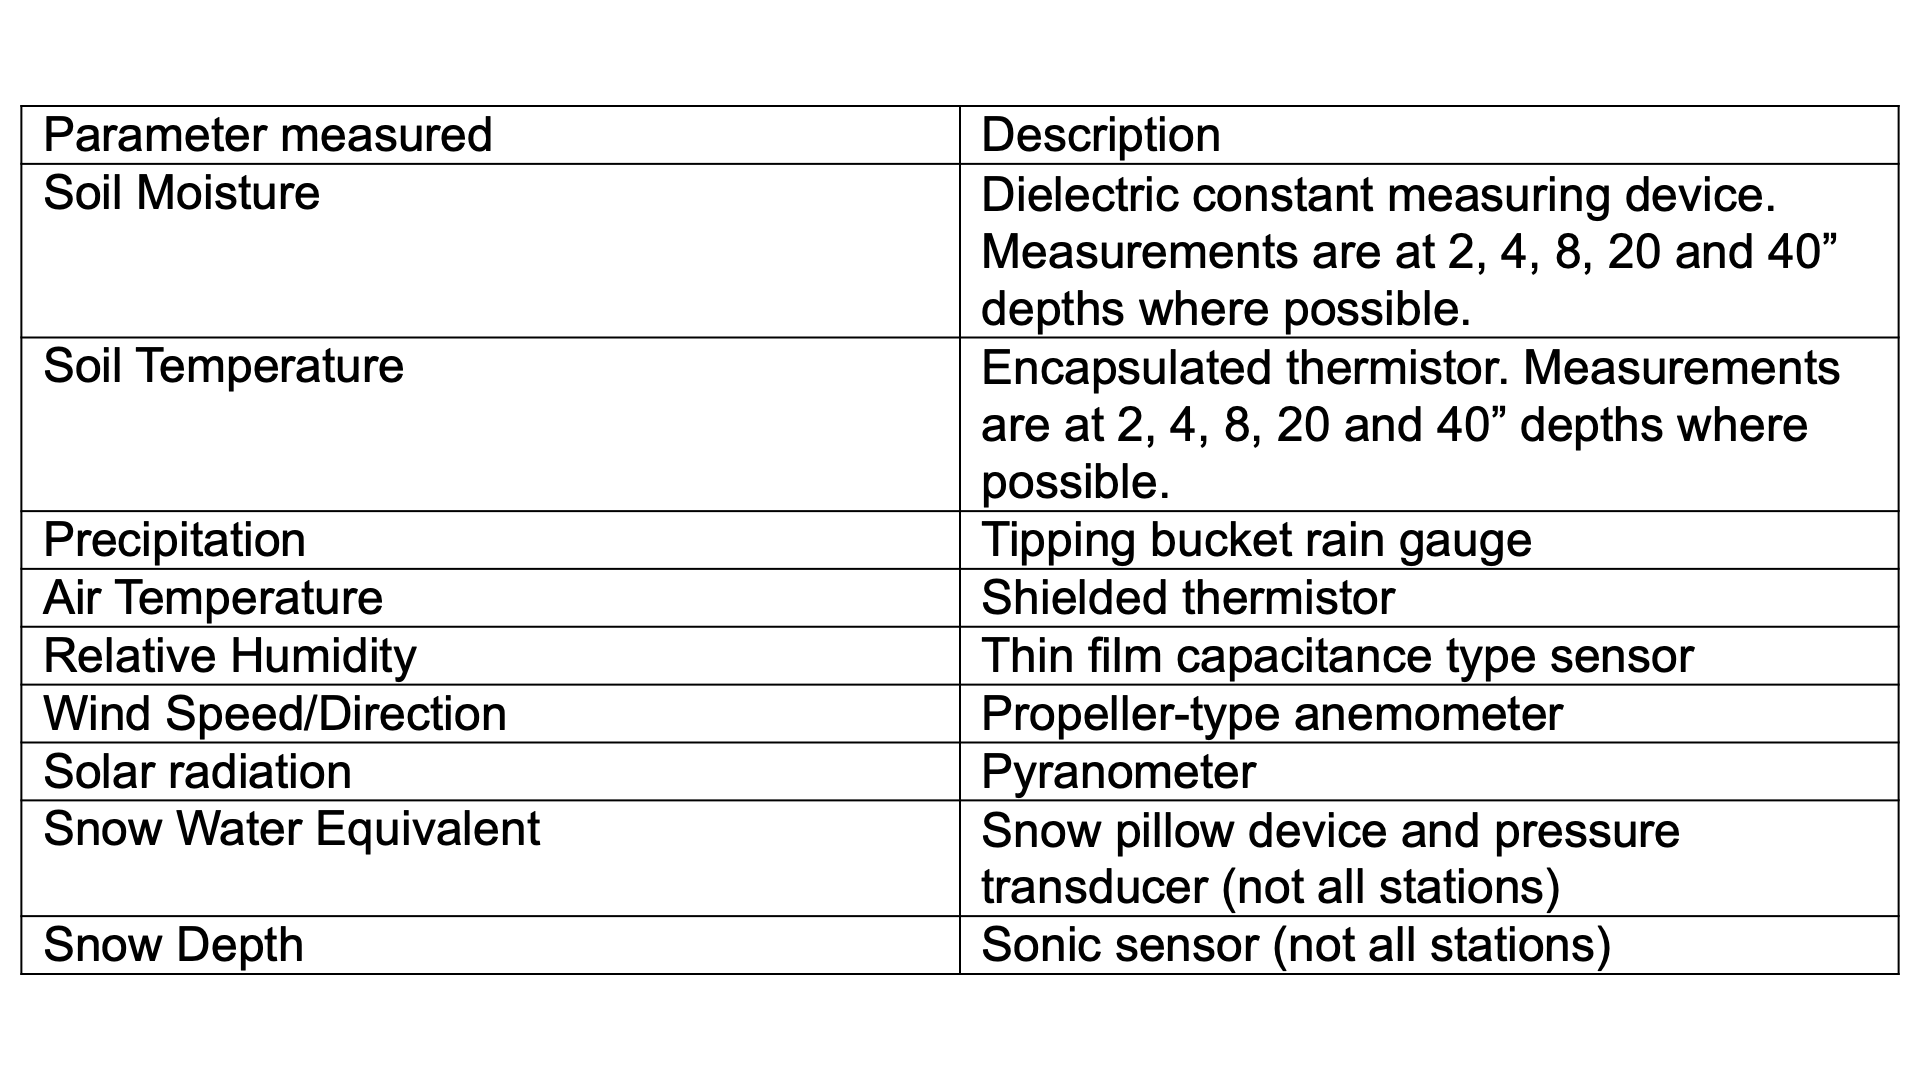 Parameter measured
Description
Soil Moisture
Dielectric constant measuring device.
Measurements are at 2, 4, 8, 20 and 40”
depths where possible.
Soil Temperature
Encapsulated thermistor. Measurements
are at 2, 4, 8, 20 and 40” depths where
possible.
Precipitation
Tipping bucket rain gauge
Air Temperature
Shielded thermistor
Relative Humidity
Thin film capacitance type sensor
Wind Speed/Direction
Propeller-type anemometer
Solar radiation
Pyranometer
Snow Water Equivalent
Snow pillow device and pressure
transducer (not all stations)
Snow Depth
Sonic sensor (not all stations)